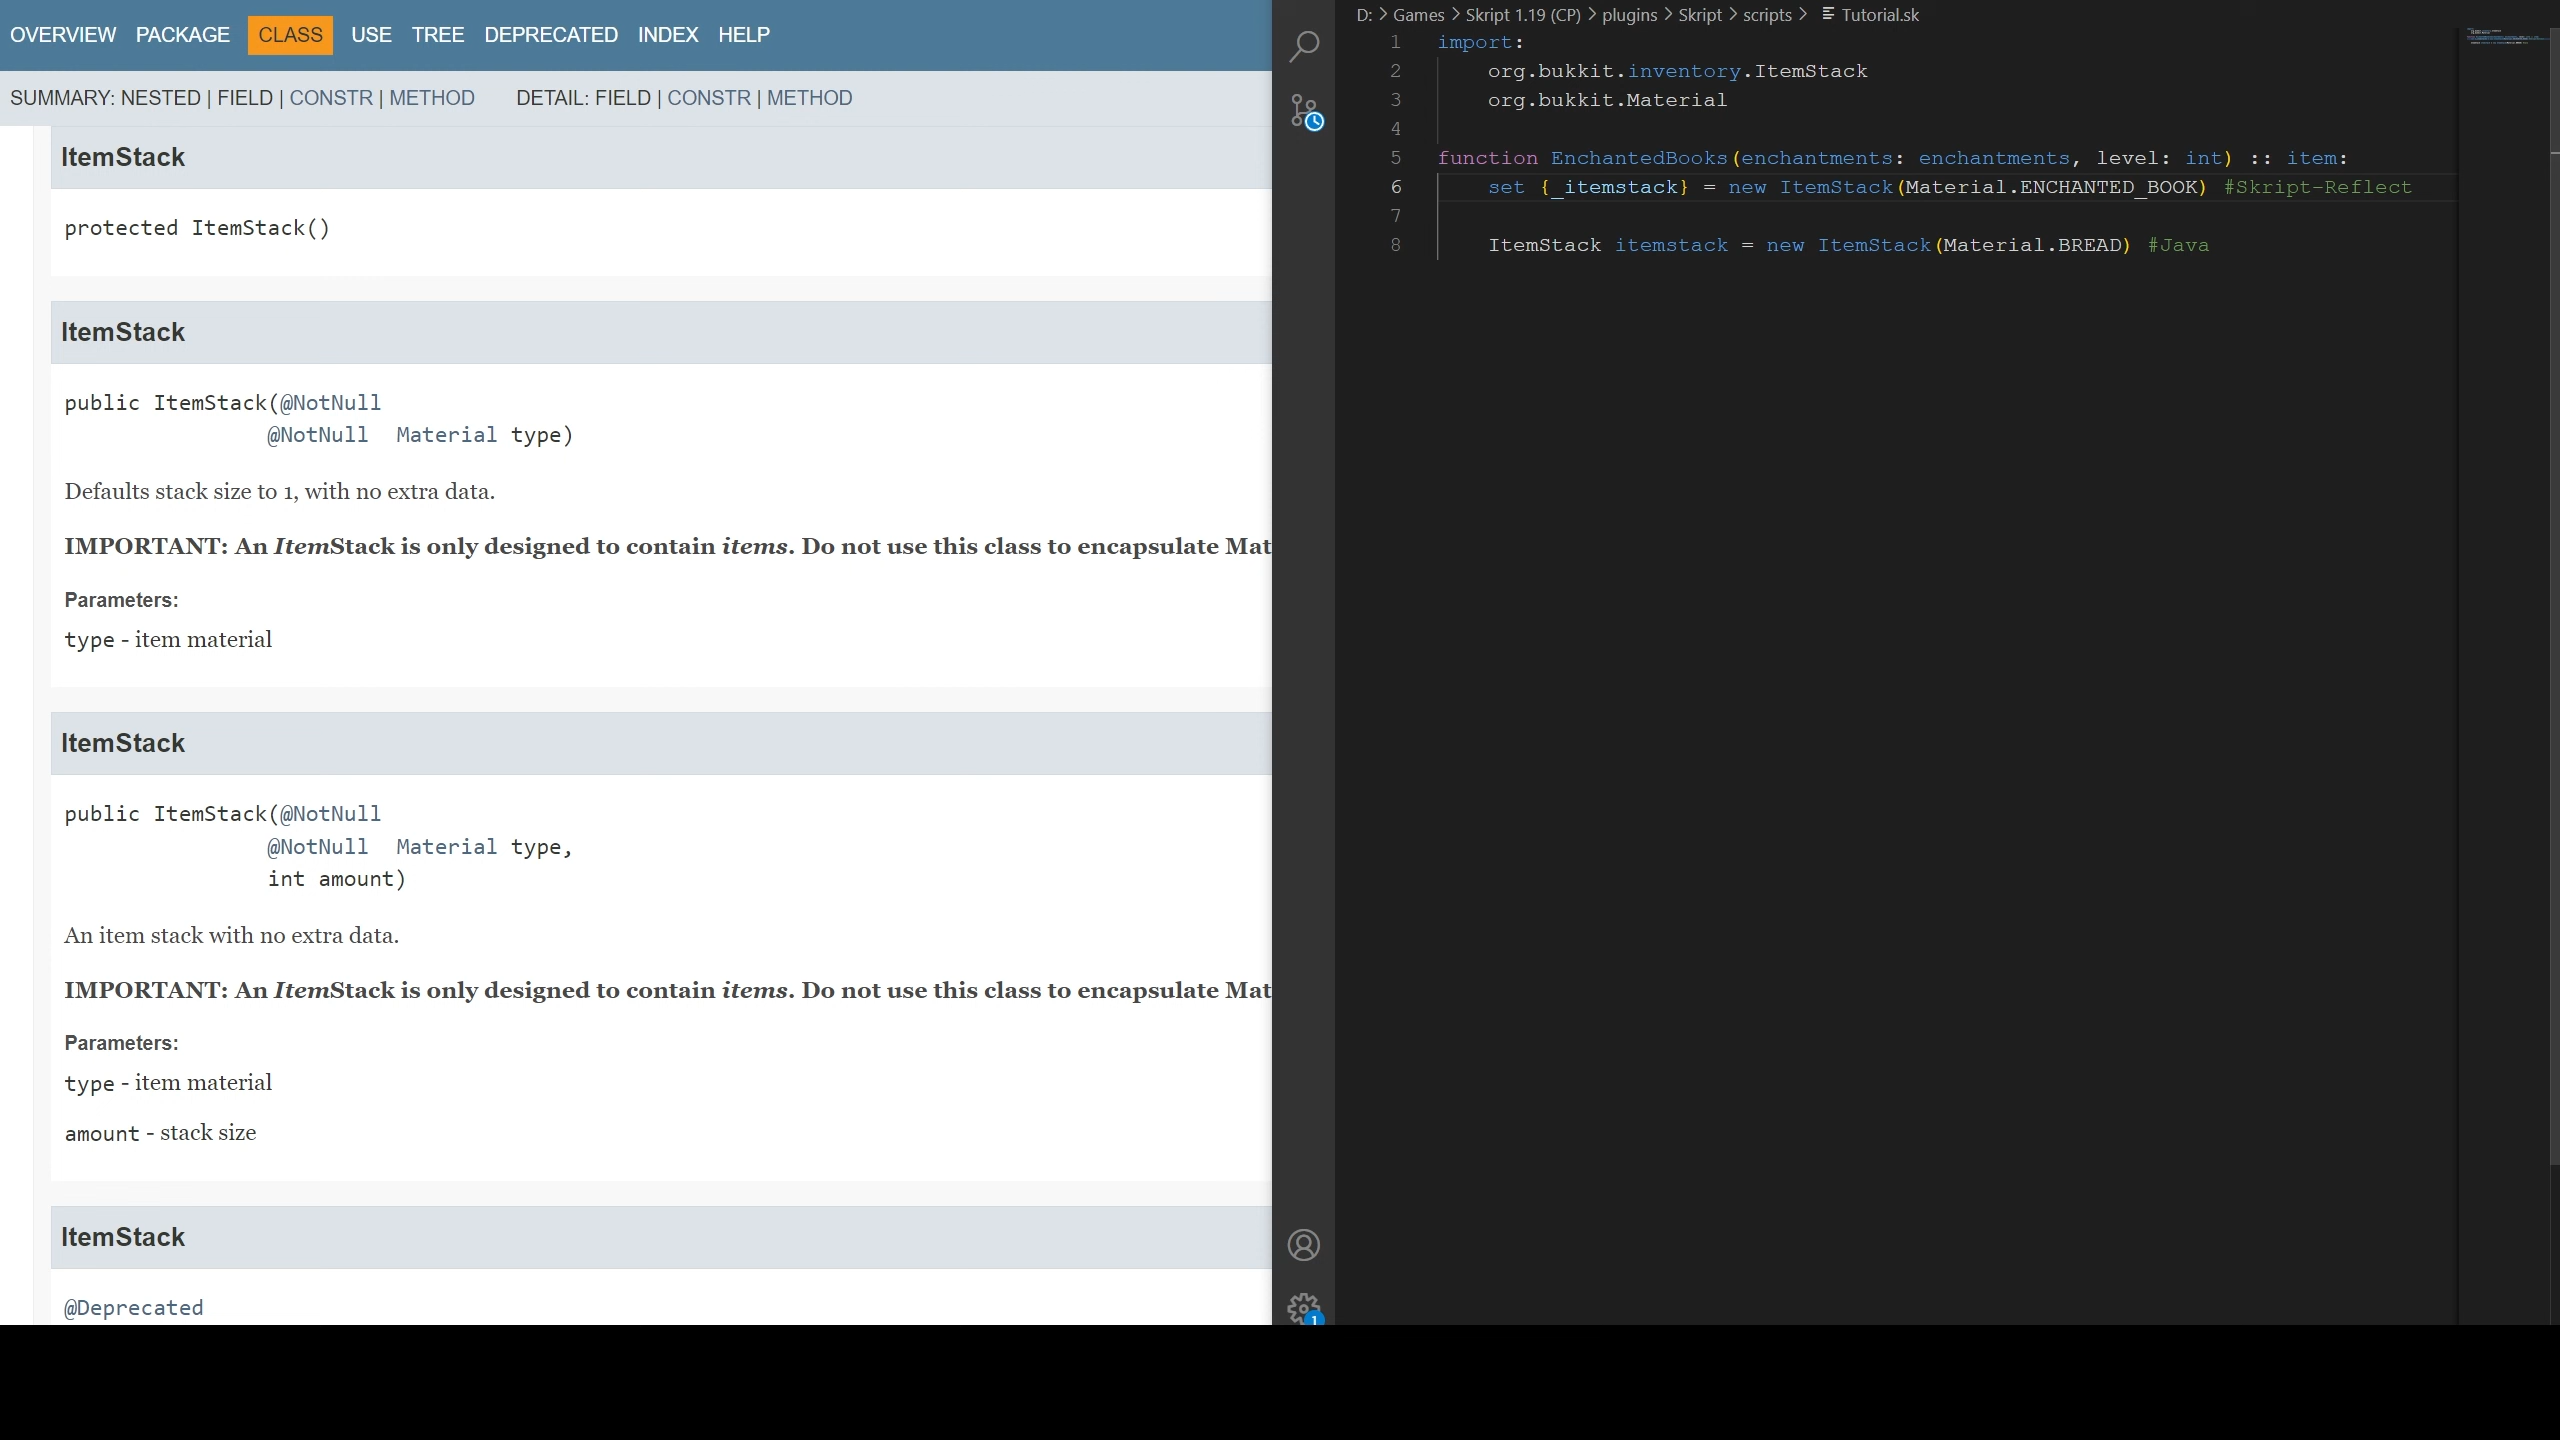 OVERVIEW PACKAGE CLASS USE TREE DEPRECATED INDEX HELP
SUMMARY: NESTED | FIELD | CONSTR | METHOD DETAIL: FIELD | CONSTR | METHOD
ItemStack
protected ItemStack()
ItemStack
public ItemStack(@NotNull
@NotNull Material type)
Defaults stack size to 1, with no extra data.
IMPORTANT: An ItemStack is only designed to contain items. Do not use this class to encapsulate Mat
Parameters:
type - item material
ItemStack
public ItemStack(@NotNull
@NotNull Material type,
int amount)
An item stack with no extra data.
IMPORTANT: An ItemStack is only designed to contain items. Do not use this class to encapsulate Mat
Parameters:
type - item material
amount - stack size
ItemStack
@Deprecated
D: > Games > Skript 1.19 (CP) > plugins > Skript > scripts > Tutorial.sk
1 import:
2 org.bukkit.inventory.ItemStack
3 org.bukkit.Material
4
5 function EnchantedBooks(enchantments: enchantments, level: int) :: item:
6 set {_itemstack} = new ItemStack(Material.ENCHANTED_BOOK) #Skript-Reflect
7
8 ItemStack itemstack = new ItemStack(Material.BREAD) #Java
1